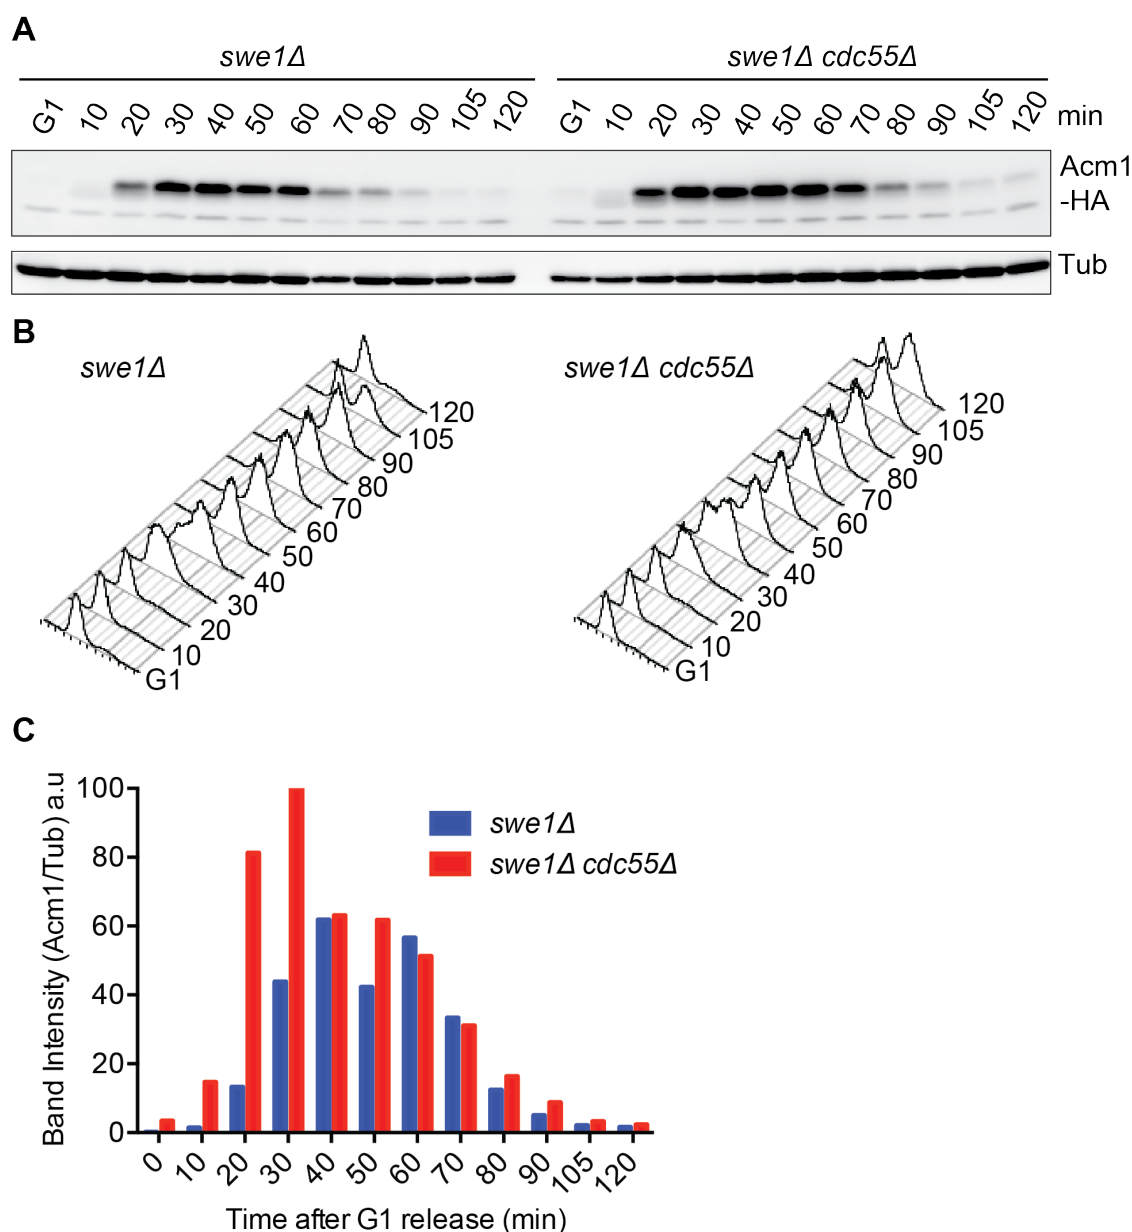 A
swe1Δ
swe1Δ cdc55Δ
G1 10 20 30 40 50 60 70 80 90 105 120
G1 10 20 30 40 50 60 70 80 90 105 120
min
Acm1
-HA
Tub
B
swe1Δ
120
105
90
80
70
60
50
40
30
20
10
G1
swe1Δ cdc55Δ
120
105
90
80
70
60
50
40
30
20
10
G1
C
Band Intensity (Acm1/Tub) a.u
100
80
60
40
20
0
swe1Δ
swe1Δ cdc55Δ
0 10 20 30 40 50 60 70 80 90 105 120
Time after G1 release (min)